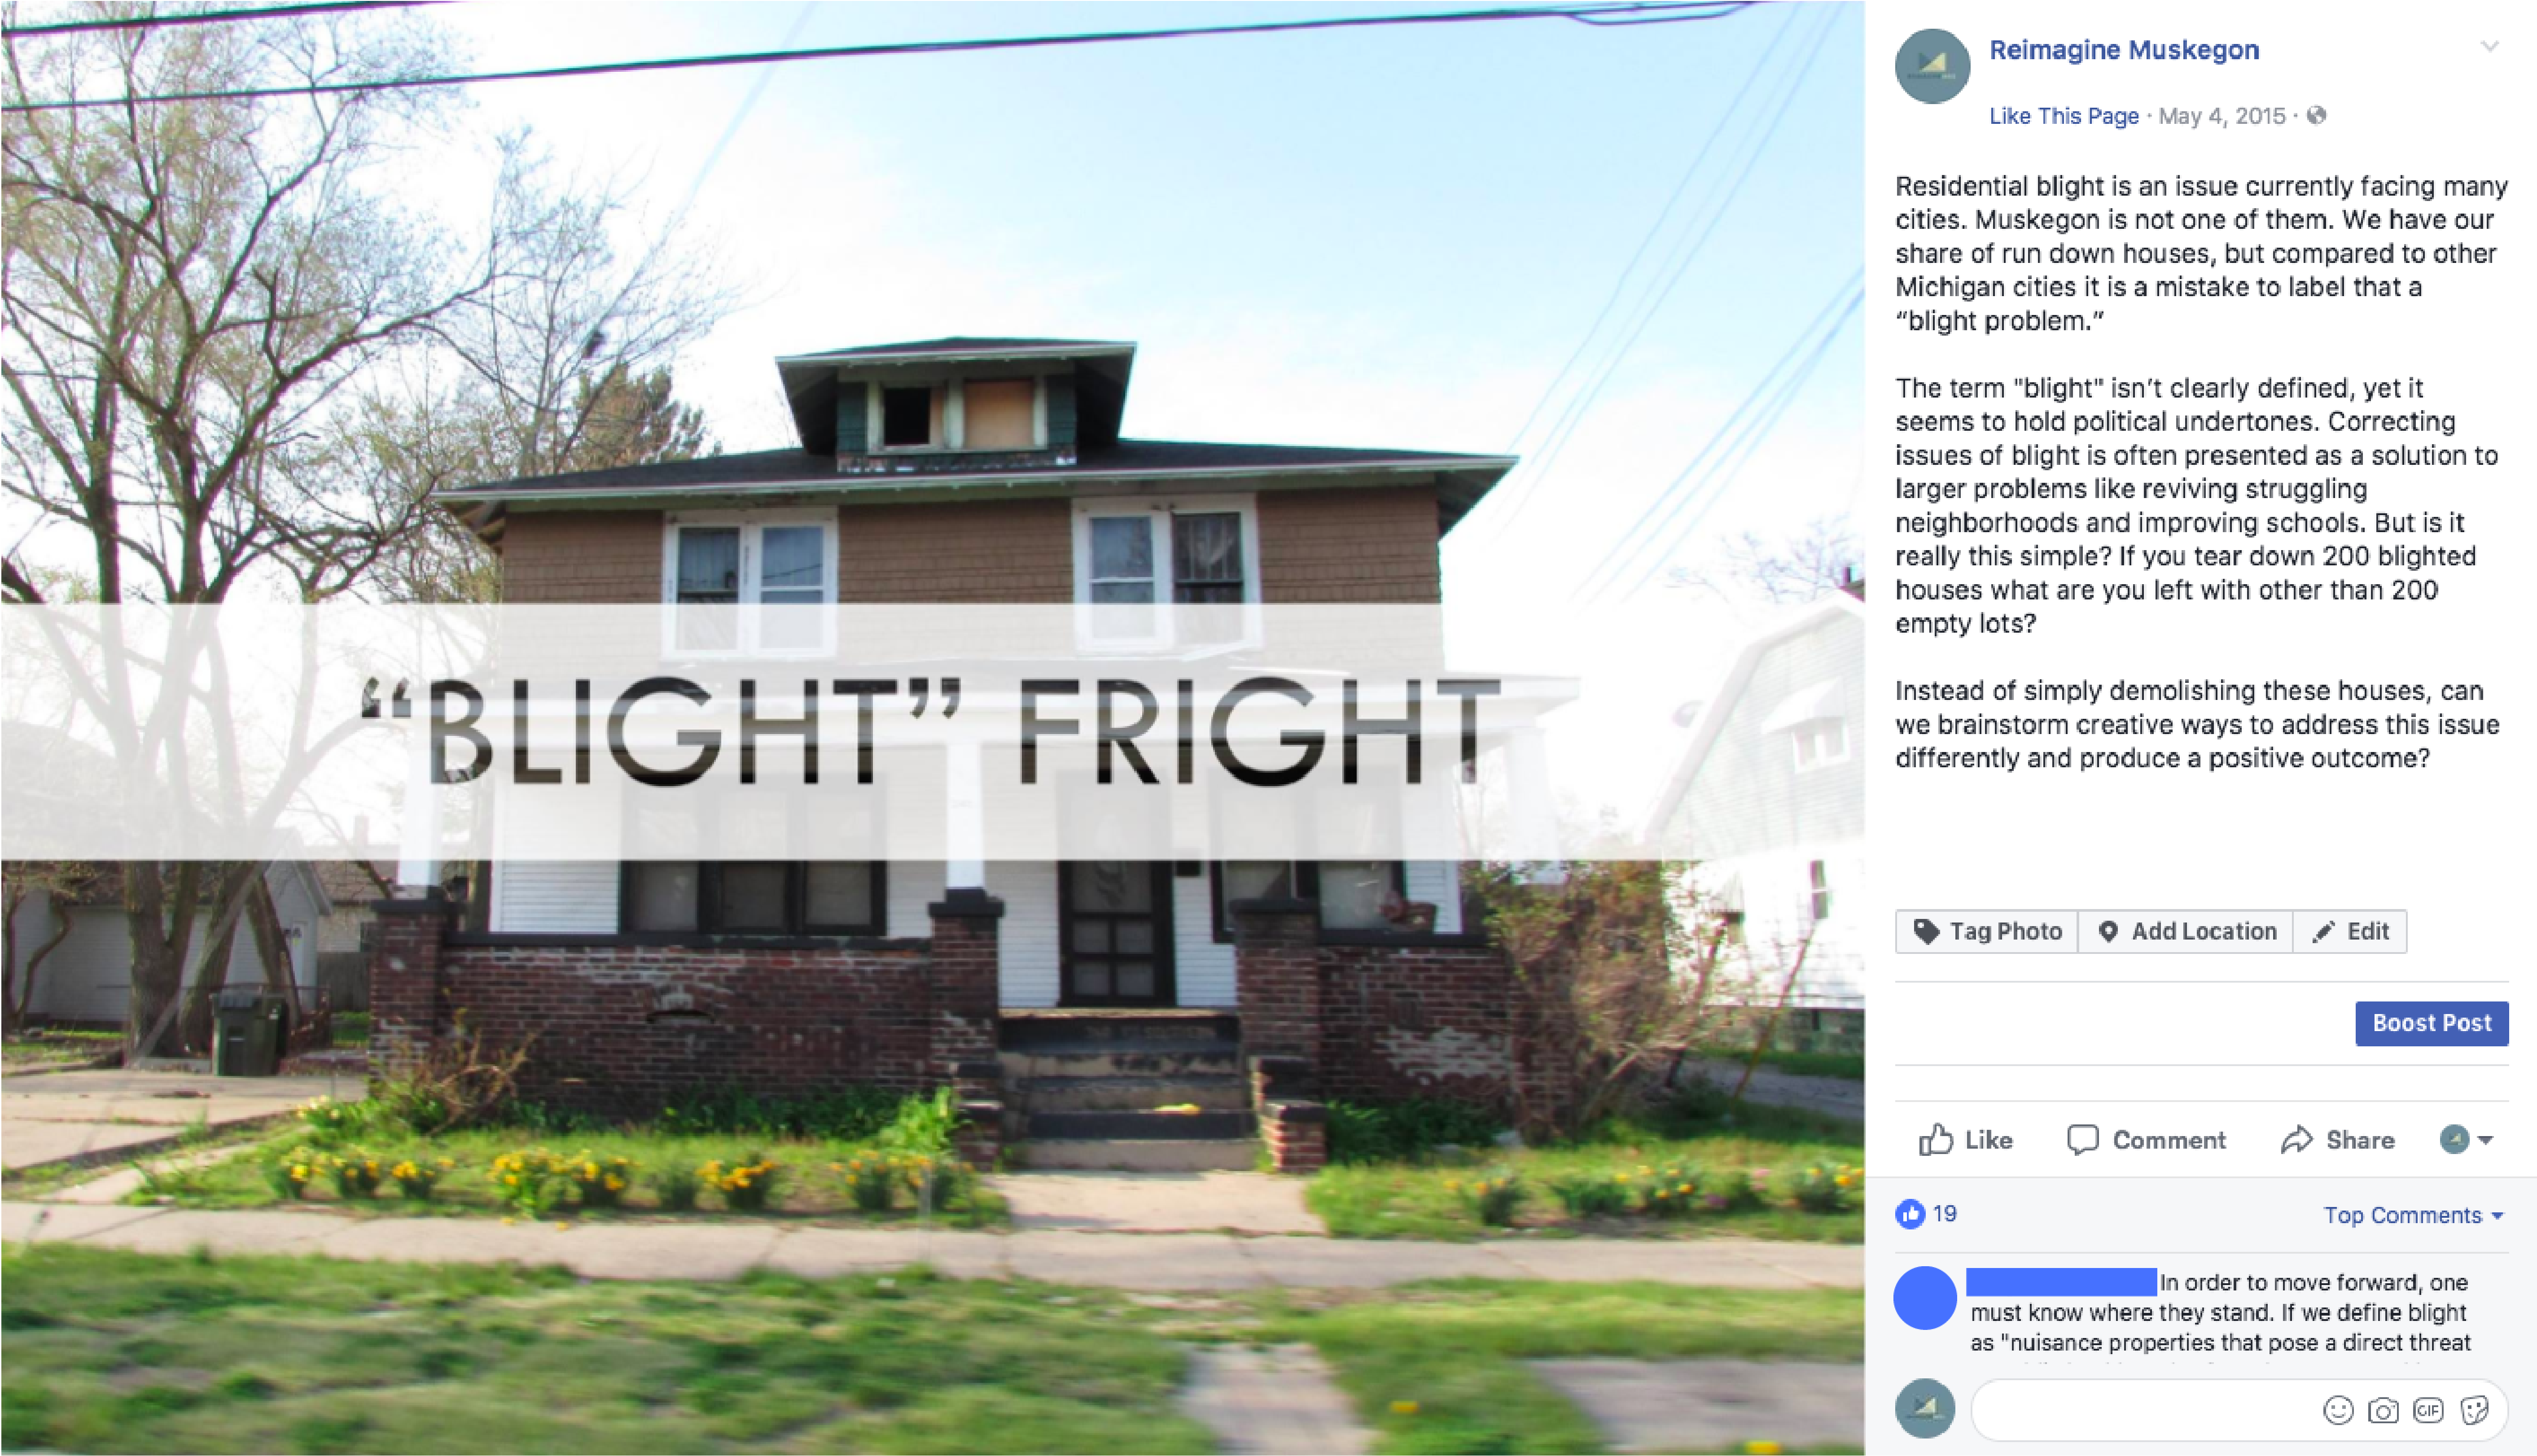 “BLIGHT” FRIGHT
Reimagine Muskegon
Like This Page · May 4, 2015 ·
Residential blight is an issue currently facing many
cities. Muskegon is not one of them. We have our
share of run down houses, but compared to other
Michigan cities it is a mistake to label that a
“blight problem.”
The term "blight" isn’t clearly defined, yet it
seems to hold political undertones. Correcting
issues of blight is often presented as a solution to
larger problems like reviving struggling
neighborhoods and improving schools. But is it
really this simple? If you tear down 200 blighted
houses what are you left with other than 200
empty lots?
Instead of simply demolishing these houses, can
we brainstorm creative ways to address this issue
differently and produce a positive outcome?
Tag Photo Add Location Edit
Boost Post
Like Comment Share
19 Top Comments
In order to move forward, one
must know where they stand. If we define blight
as "nuisance properties that pose a direct threat
GIF